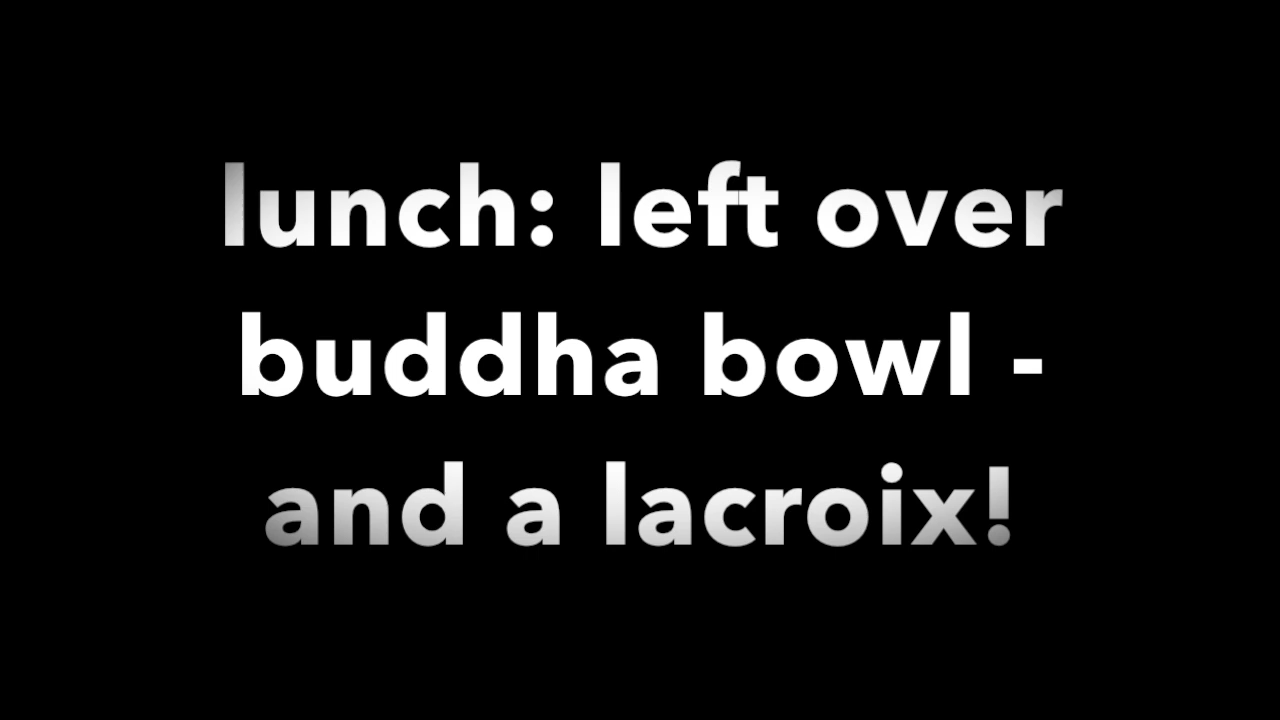 lunch: left over
buddha bowl -
and a lacroix!